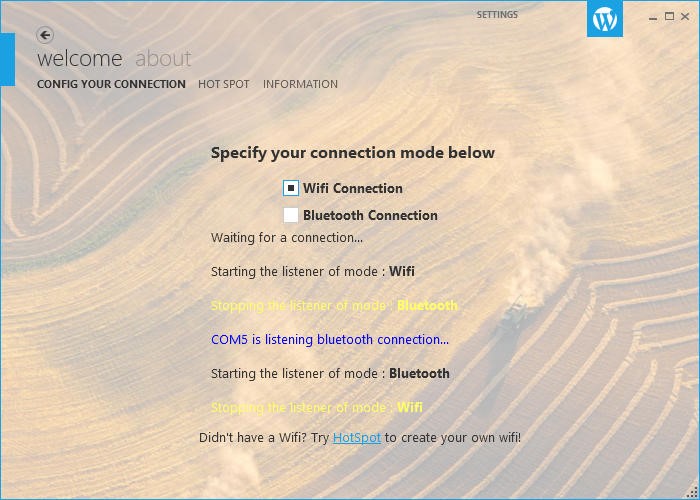 SETTINGS
welcome about
CONFIG YOUR CONNECTION HOT SPOT INFORMATION
Specify your connection mode below
Wifi Connection
Bluetooth Connection
Waiting for a connection...
Starting the listener of mode : Wifi
Stopping the listener of mode : Bluetooth
COM5 is listening bluetooth connection...
Starting the listener of mode : Bluetooth
Stopping the listener of mode : Wifi
Didn't have a Wifi? Try HotSpot to create your own wifi!